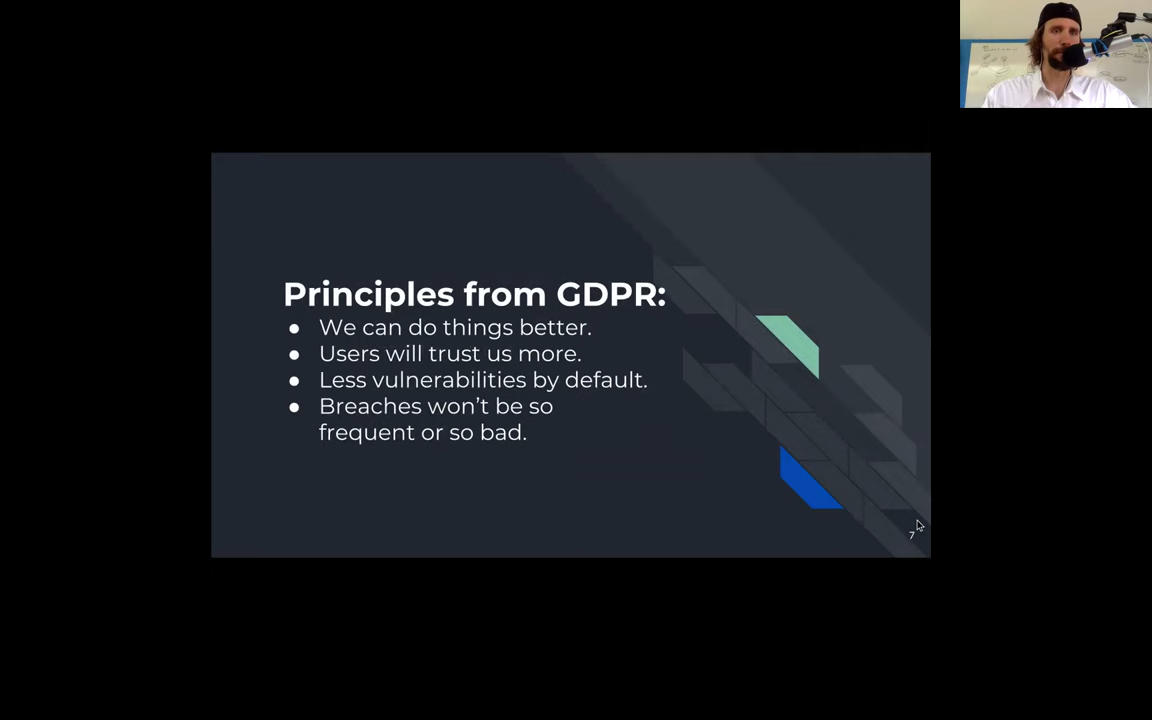 Principles from GDPR:
● We can do things better.
● Users will trust us more.
● Less vulnerabilities by default.
● Breaches won't be so
frequent or so bad.
7